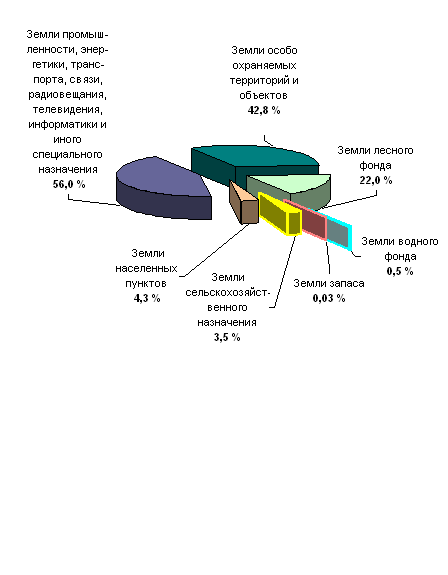 Земли промыш-
ленности, энер-
гетики, транс-
порта, связи,
радиовещания,
телевидения,
информатики и
иного
специального
назначения
56,0 %
Земли особо
охраняемых
территорий и
объектов
42,8 %
Земли лесного
фонда
22,0 %
Земли водного
фонда
0,5 %
Земли запаса
0,03 %
Земли
сельскохозяйст-
венного
назначения
3,5 %
Земли
населенных
пунктов
4,3 %